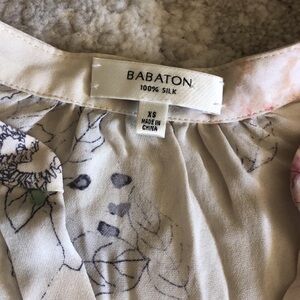 BABATON
100% SILK
XS
MADE IN
CHINA